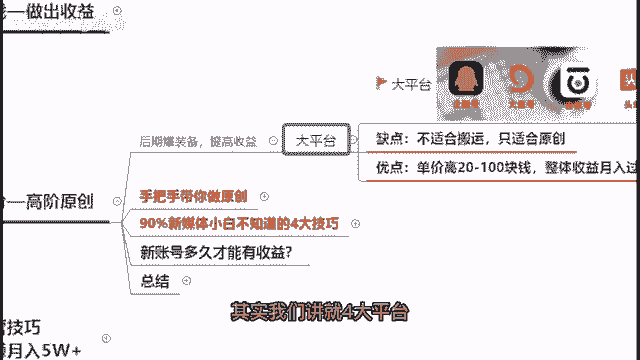 一做出收益
大平台
后期爆装备，提高收益
大平台
缺点：不适合搬运，只适合原创
优点：单价高20-100块钱，整体收益月入过
一高阶原创
手把手带你做原创
90%新媒体小白不知道的4大技巧
新账号多久才能有收益？
总结
其实我们讲就4大平台
技巧
月入5W+